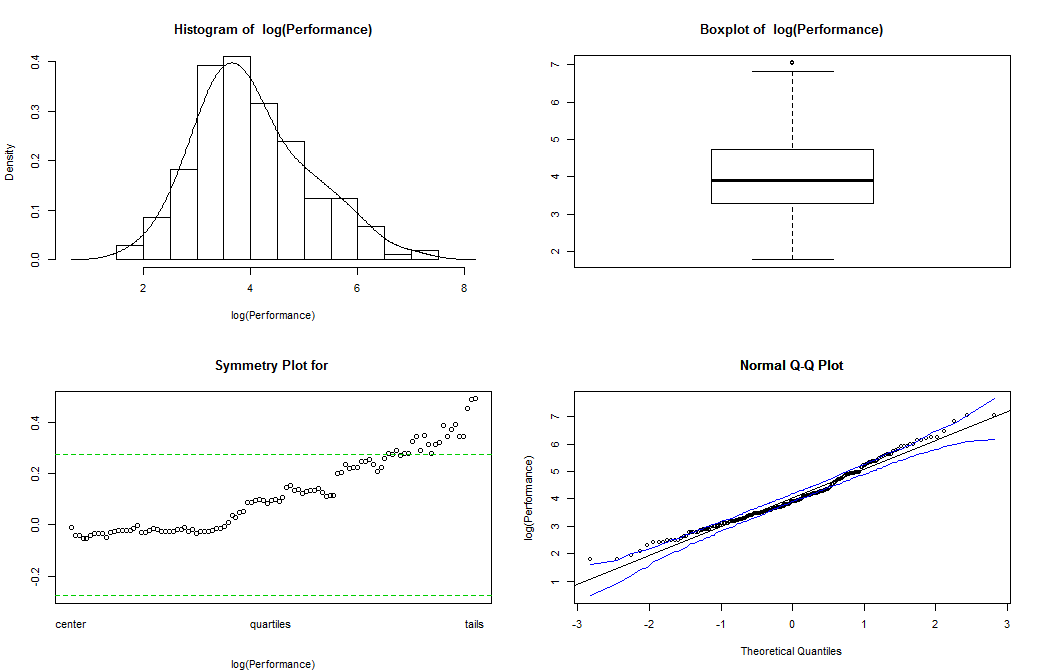 Histogram of log(Performance)
Density
0.0 0.1 0.2 0.3 0.4
2 4 6 8
log(Performance)
Boxplot of log(Performance)
2 3 4 5 6 7
Symmetry Plot for
-0.2 0.0 0.2 0.4
center quartiles tails
log(Performance)
Normal Q-Q Plot
log(Performance)
1 2 3 4 5 6 7
-3 -2 -1 0 1 2 3
Theoretical Quantiles